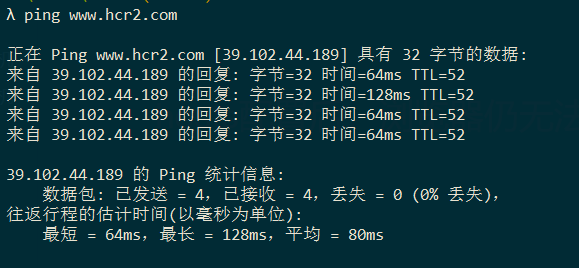 λ ping www.hcr2.com
正在 Ping www.hcr2.com [39.102.44.189] 具有 32 字节的数据:
来自 39.102.44.189 的回复: 字节=32 时间=64ms TTL=52
来自 39.102.44.189 的回复: 字节=32 时间=128ms TTL=52
来自 39.102.44.189 的回复: 字节=32 时间=64ms TTL=52
来自 39.102.44.189 的回复: 字节=32 时间=64ms TTL=52
39.102.44.189 的 Ping 统计信息:
数据包: 已发送 = 4，已接收 = 4，丢失 = 0 (0% 丢失)，
往返行程的估计时间(以毫秒为单位):
最短 = 64ms，最长 = 128ms，平均 = 80ms